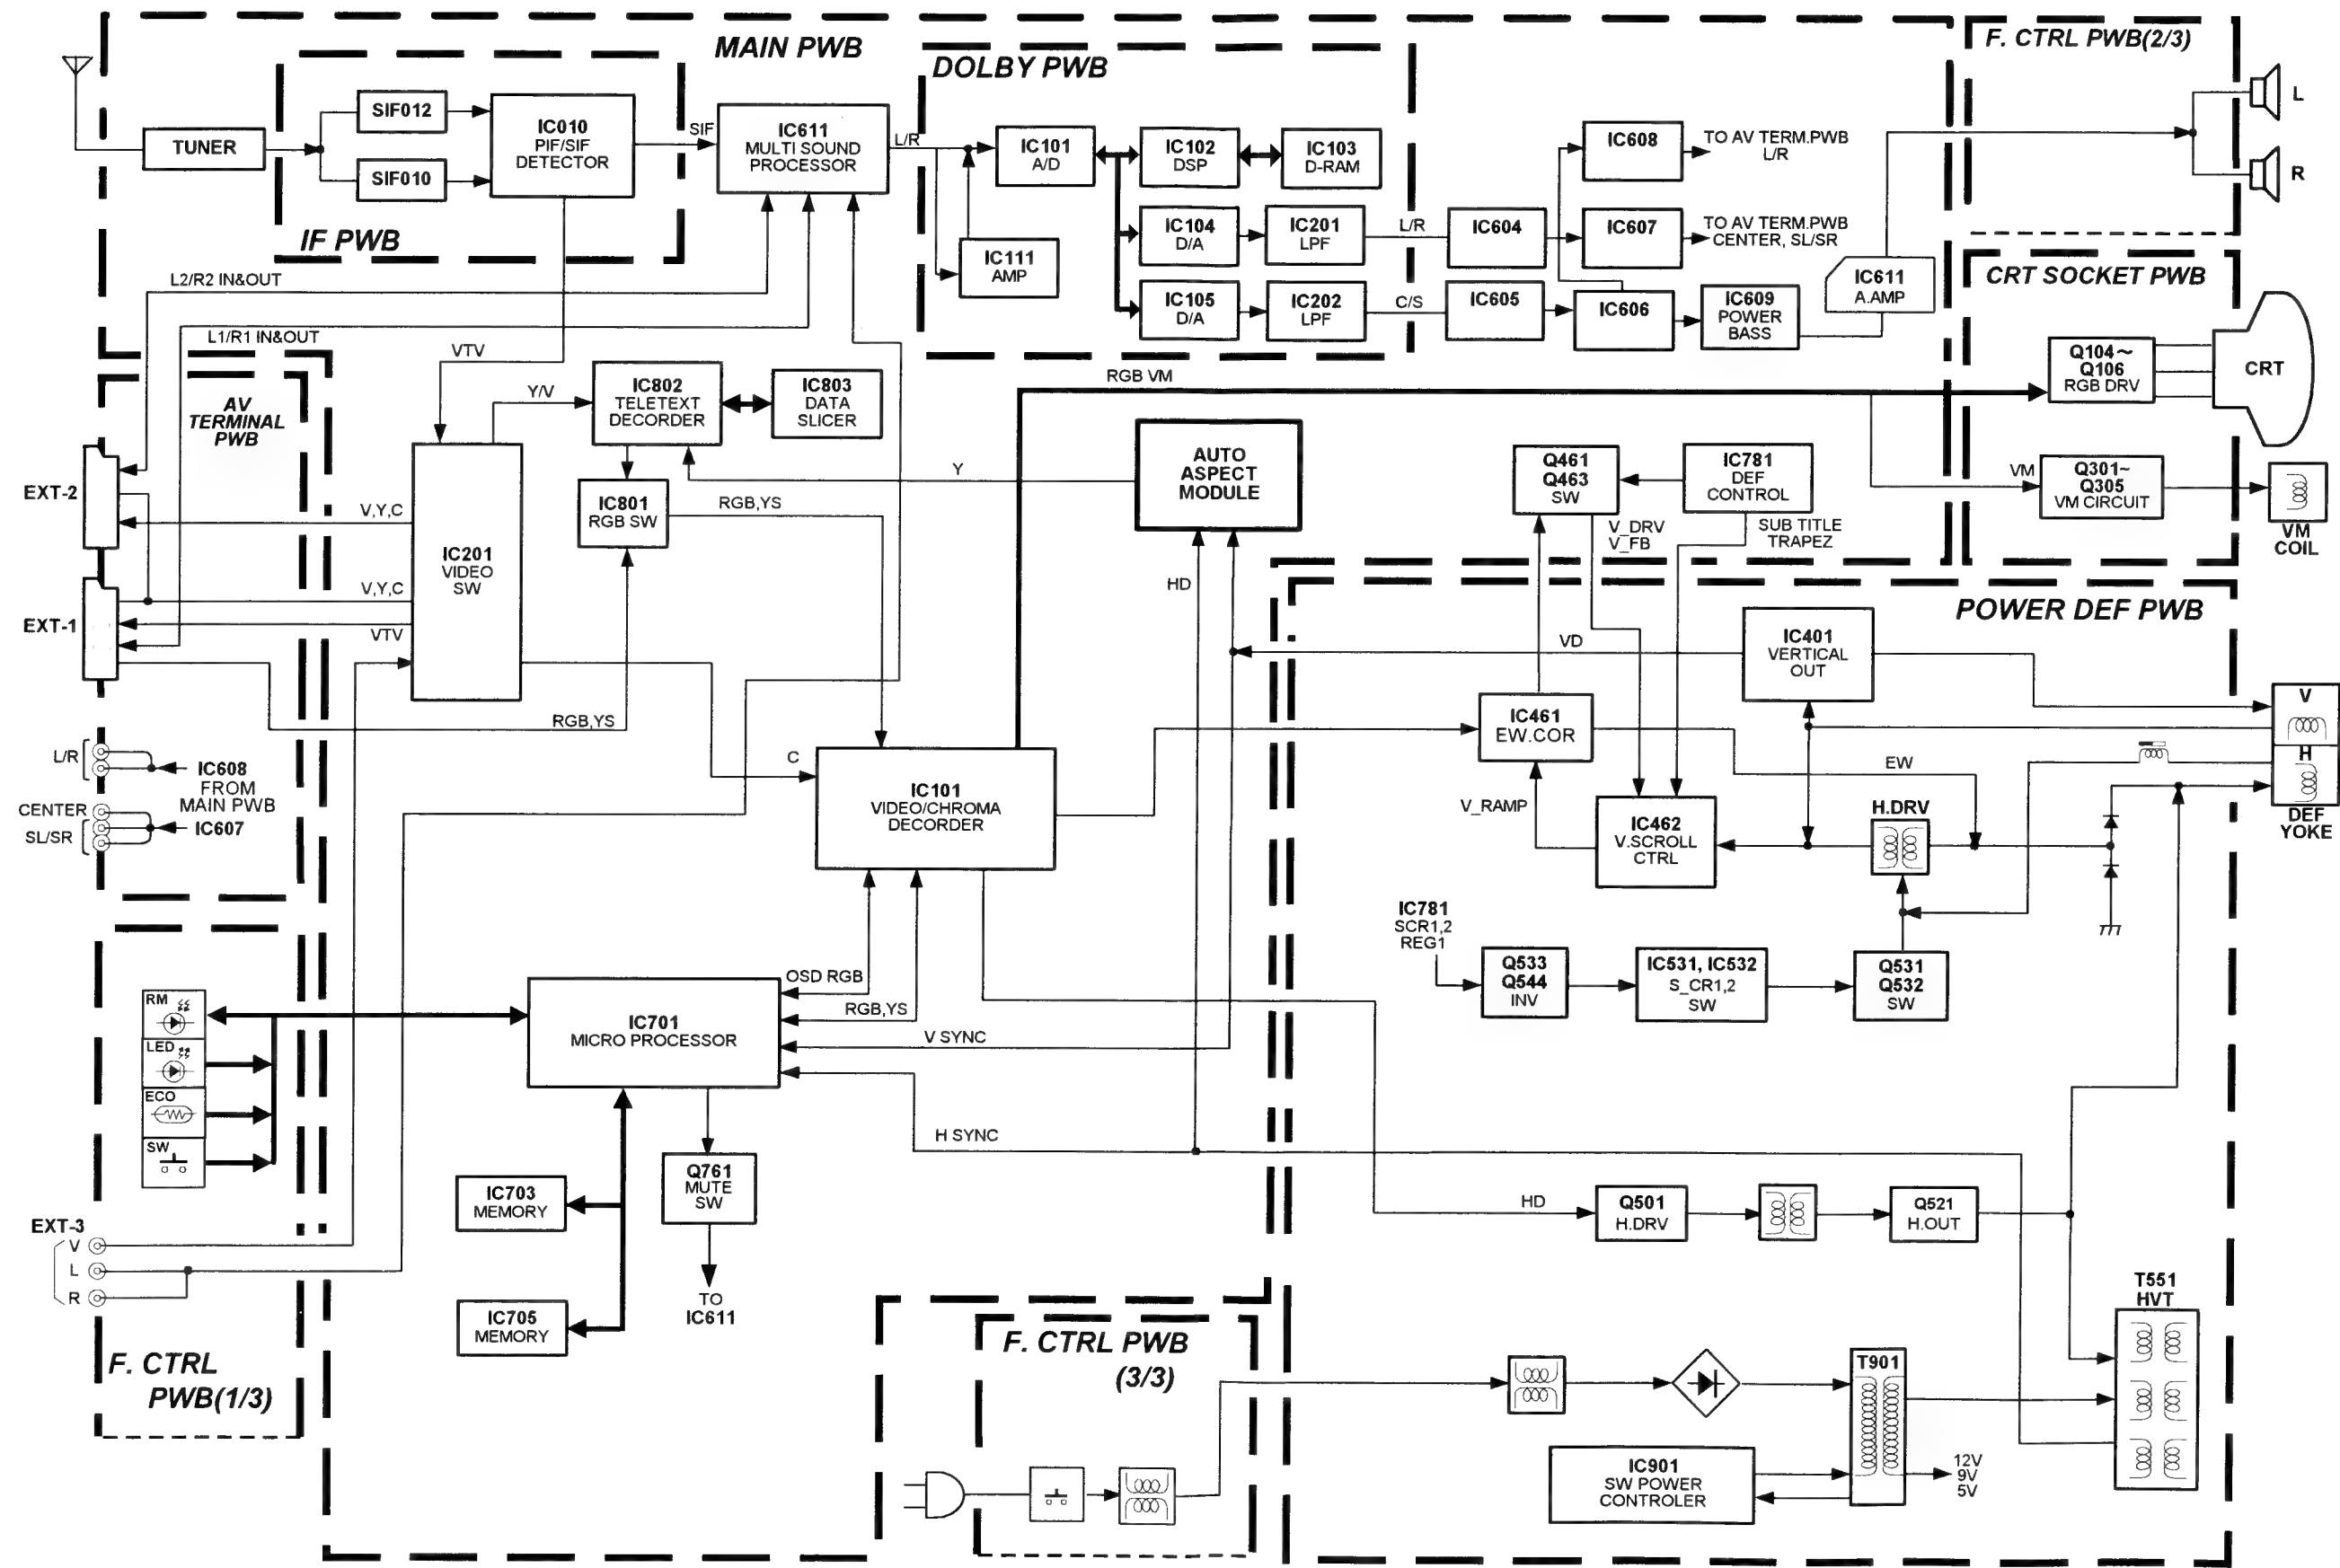 MAIN PWB
F. CTRL PWB(2/3)
DOLBY PWB
TUNER
SIF012
SIF010
IC010
PIF/SIF
DETECTOR
IF PWB
SIF
IC611
MULTI SOUND
PROCESSOR
L/R
IC101
A/D
IC102
DSP
IC103
D-RAM
IC111
AMP
IC104
D/A
IC201
LPF
IC105
D/A
IC202
LPF
L/R
C/S
IC604
IC605
IC608
TO AV TERM.PWB
L/R
IC607
TO AV TERM.PWB
CENTER, SL/SR
IC606
IC609
POWER
BASS
IC611
A.AMP
L
R
CRT SOCKET PWB
Q104~
Q106
RGB DRV
CRT
Q301~
Q305
VM CIRCUIT
VM
VM
COIL
L2/R2 IN&OUT
L1/R1 IN&OUT
VTV
Y/V
IC802
TELETEXT
DECORDER
IC803
DATA
SLICER
IC801
RGB SW
RGB,YS
Y
RGB VM
AUTO
ASPECT
MODULE
AV
TERMINAL
PWB
EXT-2
V,Y,C
IC201
VIDEO
SW
V,Y,C
EXT-1
VTV
RGB,YS
Q461
Q463
SW
IC781
DEF
CONTROL
V_DRV
V_FB
SUB TITLE
TRAPEZ
HD
POWER DEF PWB
VD
IC401
VERTICAL
OUT
IC461
EW.COR
EW
V
H
DEF
YOKE
V_RAMP
IC462
V.SCROLL
CTRL
H.DRV
L/R
IC608
FROM
MAIN PWB
IC607
CENTER
SL/SR
C
IC101
VIDEO/CHROMA
DECORDER
IC781
SCR1,2
REG1
Q533
Q544
INV
IC531, IC532
S_CR1,2
SW
Q531
Q532
SW
RM
LED
ECO
SW
IC701
MICRO PROCESSOR
OSD RGB
RGB,YS
V SYNC
H SYNC
IC703
MEMORY
Q761
MUTE
SW
TO
IC611
IC705
MEMORY
HD
Q501
H.DRV
Q521
H.OUT
EXT-3
V
L
R
F. CTRL
PWB(1/3)
F. CTRL PWB
(3/3)
T551
HVT
T901
IC901
SW POWER
CONTROLER
12V
9V
5V